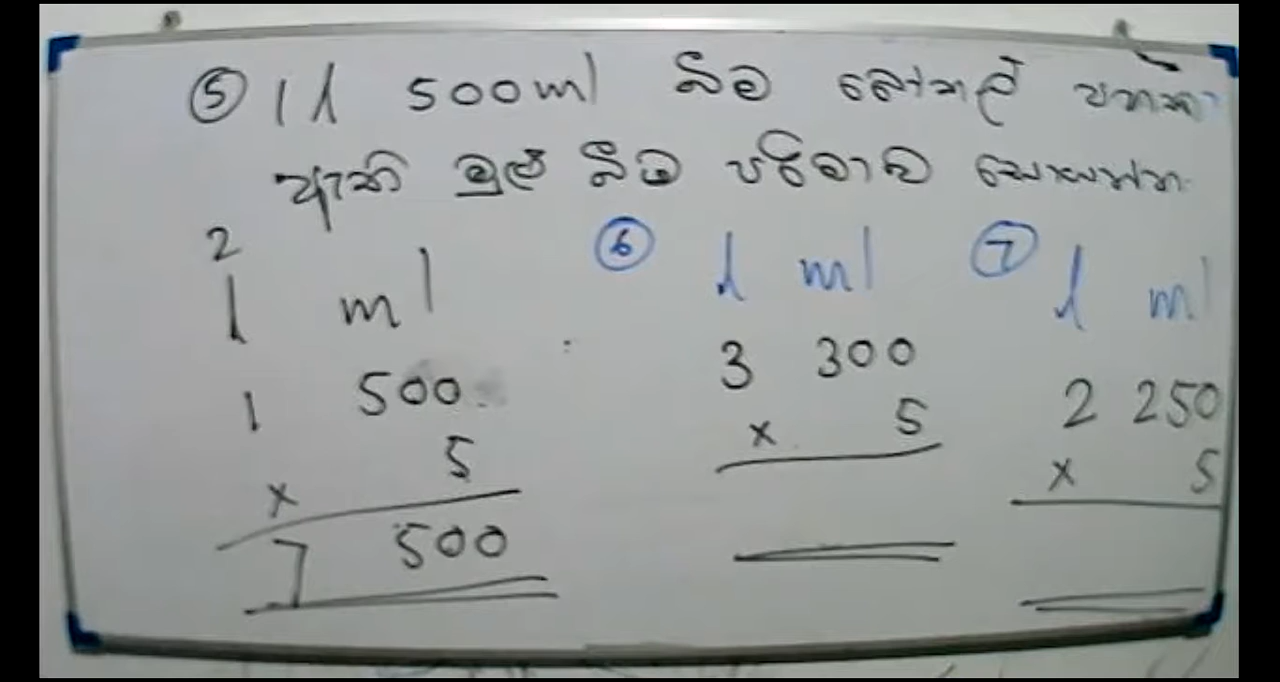 ⑤ 1 l 500ml බීම බෝතල් පහක
ඇති මුළු බීම පරිමාව සොයන්න.
2
l ml
1 500
× 5
7 500
⑥ l ml
3 300
× 5
⑦ l ml
2 250
× 5